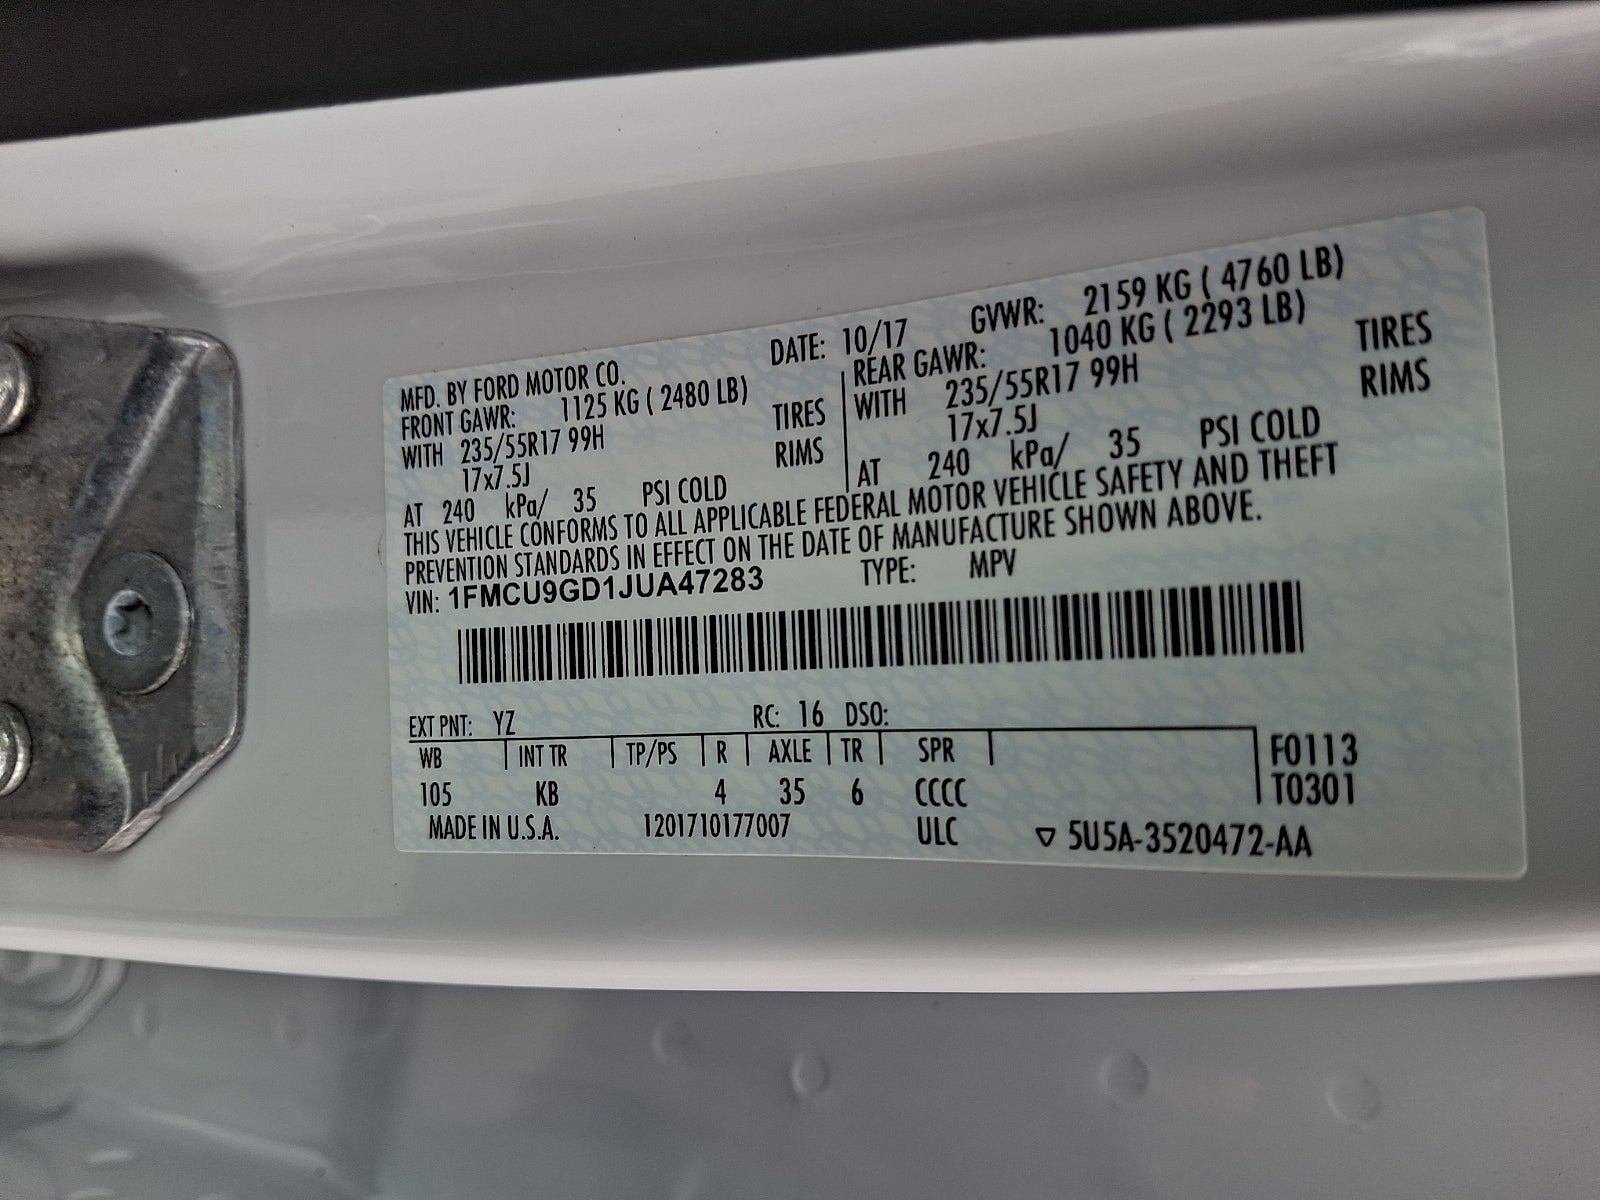 MFD. BY FORD MOTOR CO. DATE: 10/17 GVWR: 2159 KG ( 4760 LB)
FRONT GAWR: 1125 KG ( 2480 LB) REAR GAWR: 1040 KG ( 2293 LB)
WITH 235/55R17 99H TIRES WITH 235/55R17 99H TIRES
17x7.5J RIMS 17x7.5J RIMS
AT 240 kPa/ 35 PSI COLD AT 240 kPa/ 35 PSI COLD
THIS VEHICLE CONFORMS TO ALL APPLICABLE FEDERAL MOTOR VEHICLE SAFETY AND THEFT
PREVENTION STANDARDS IN EFFECT ON THE DATE OF MANUFACTURE SHOWN ABOVE.
VIN: 1FMCU9GD1JUA47283 TYPE: MPV
EXT PNT: YZ RC: 16 DSO:
WB INT TR TP/PS R AXLE TR SPR F0113
105 KB 4 35 6 CCCC T0301
MADE IN U.S.A. 1201710177007 ULC ▽ 5U5A-3520472-AA